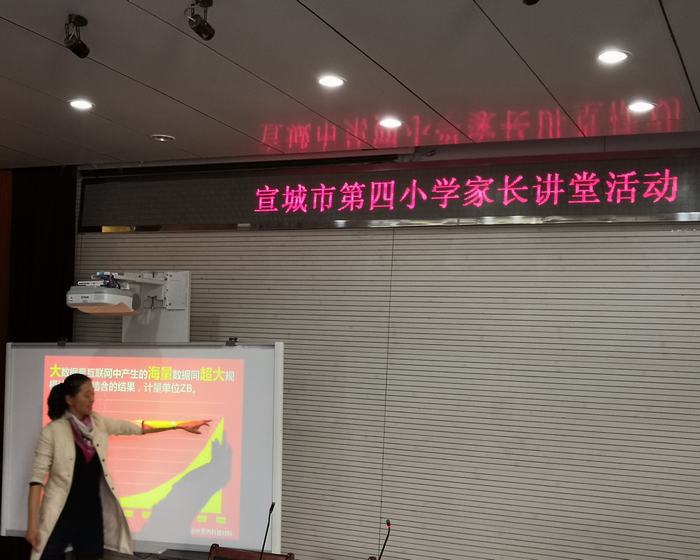 宣城市第四小学家长讲堂活动
大数据是互联网中产生的海量数据同超大规
合的结果，计量单位ZB。